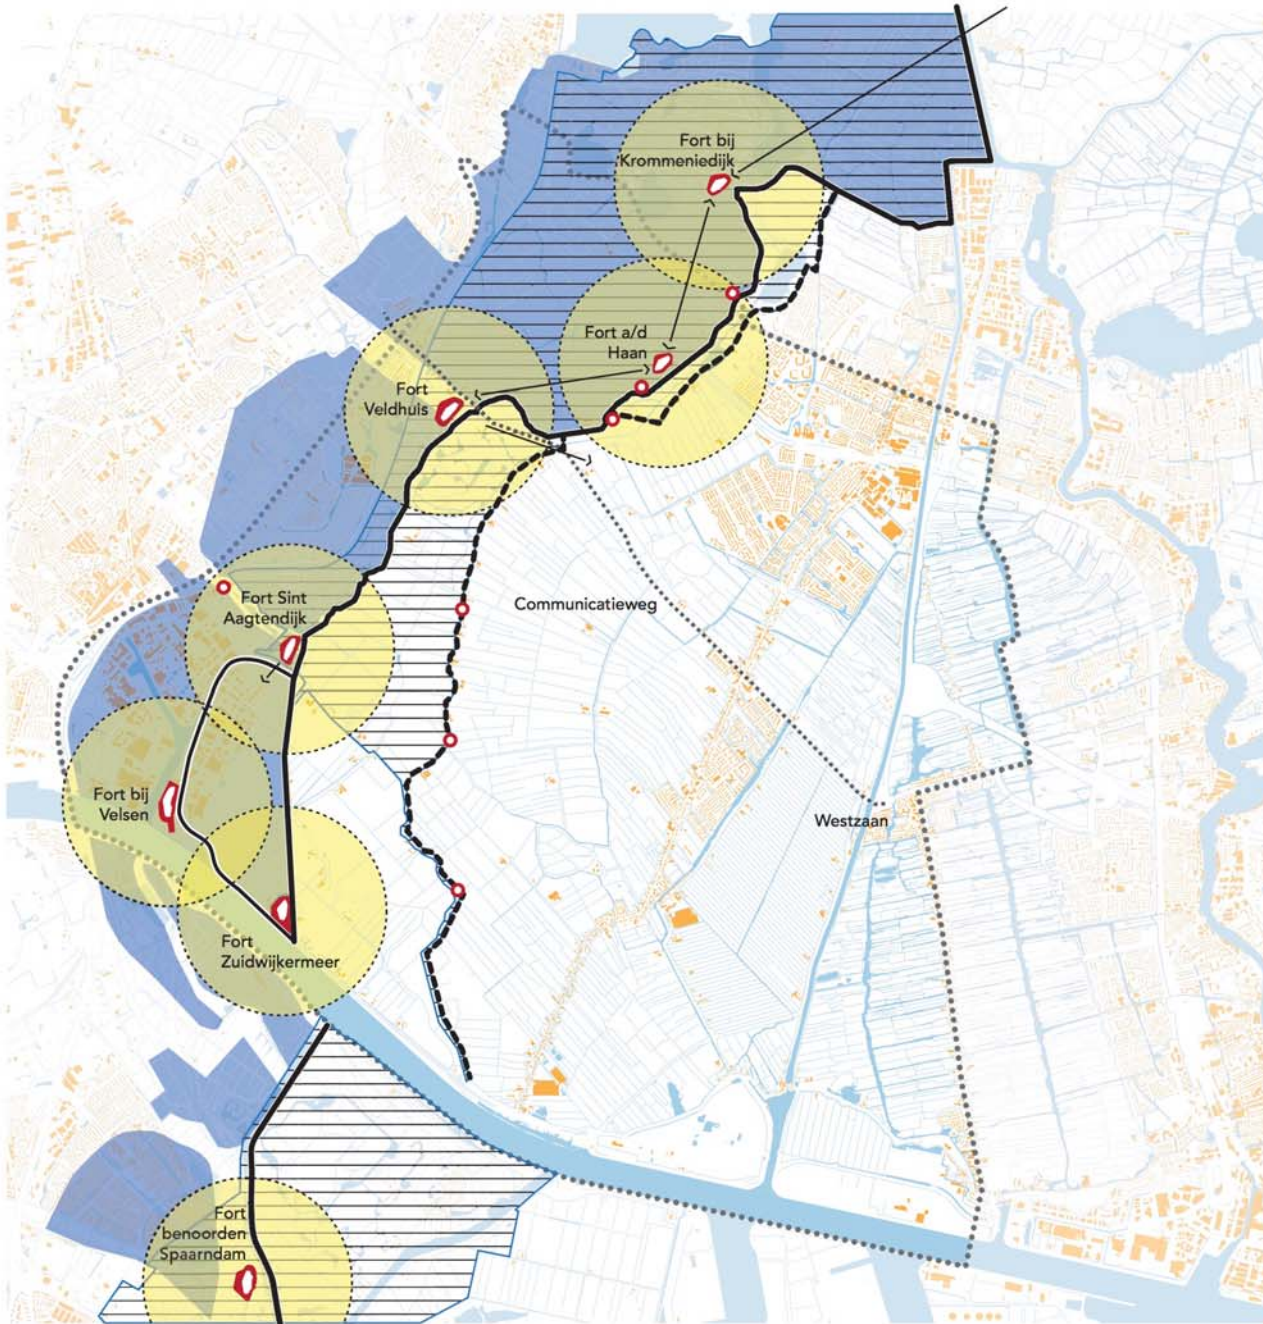 Fort bij
Krommeniedijk
Fort a/d
Haan
Fort
Veldhuis
Fort Sint
Aagtendijk
Communicatieweg
Fort bij
Velsen
Westzaan
Fort
Zuidwijkermeer
Fort
benoorden
Spaarndam